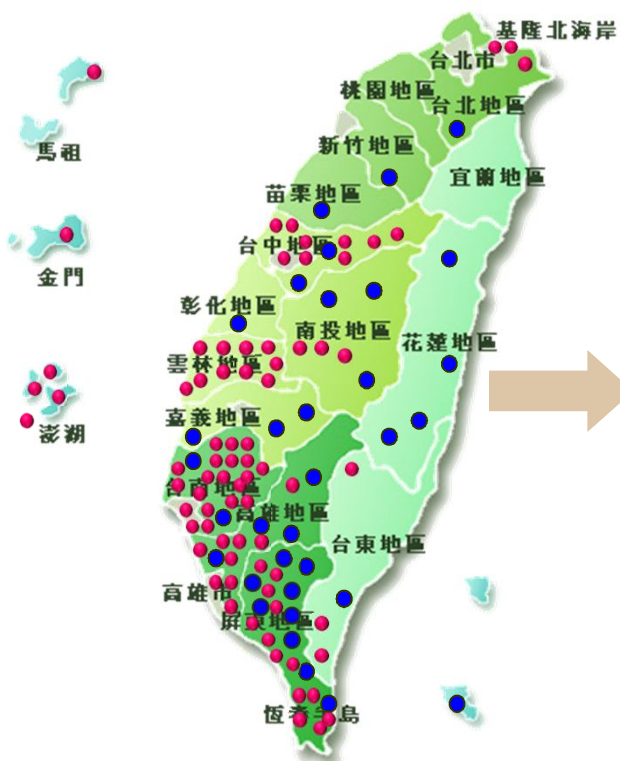 基隆北海岸
台北市
桃園地區
台北地區
新竹地區
馬祖
宜蘭地區
苗栗地區
台中地區
金門
彰化地區
南投地區
花蓮地區
雲林地區
嘉義地區
澎湖
台南地區
高雄地區
台東地區
高雄市
屏東地區
恆春半島